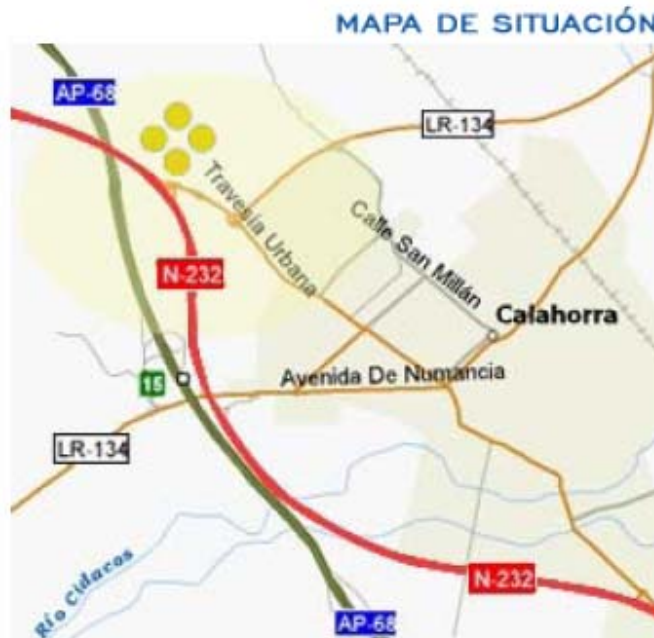 MAPA DE SITUACIÓN
AP-68
LR-134
Travesía Urbana
Calle San Millán
N-232
Calahorra
15
Avenida De Numancia
LR-134
Río Cidacos
N-232
AP-68